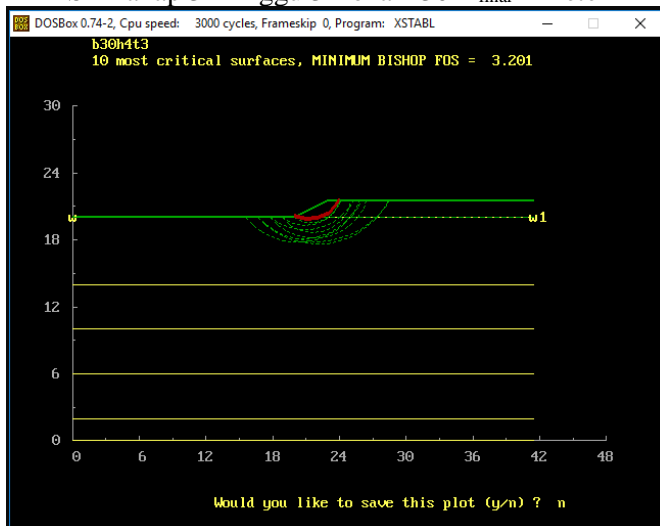 DOSBox 0.74-2, Cpu speed: 3000 cycles, Frameskip 0, Program: XSTABL
b30h4t3
10 most critical surfaces, MINIMUM BISHOP FOS = 3.201
30
24
w
w1
18
12
6
0
0 6 12 18 24 30 36 42 48
Would you like to save this plot (y/n) ? n